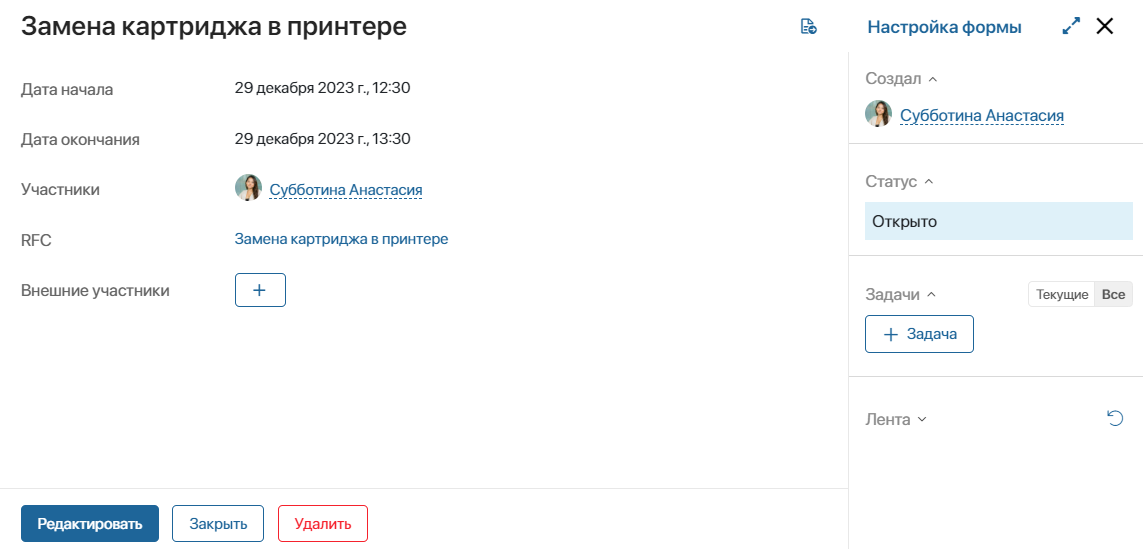 Замена картриджа в принтере
Дата начала
29 декабря 2023 г., 12:30
Дата окончания
29 декабря 2023 г., 13:30
Участники
Субботина Анастасия
RFC
Замена картриджа в принтере
Внешние участники
Редактировать
Закрыть
Удалить
Настройка формы
Создал
Субботина Анастасия
Статус
Открыто
Задачи
Текущие Все
+ Задача
Лента